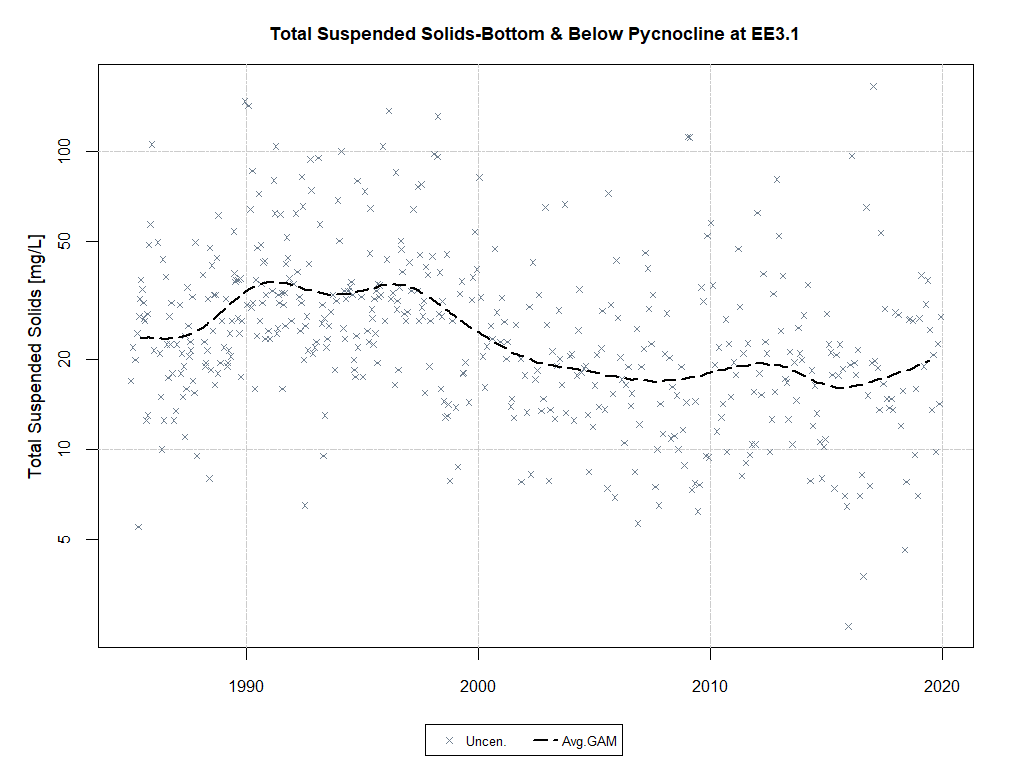 Total Suspended Solids-Bottom & Below Pycnocline at EE3.1
Total Suspended Solids [mg/L]
100
50
20
10
5
1990 2000 2010 2020
Uncen. Avg.GAM